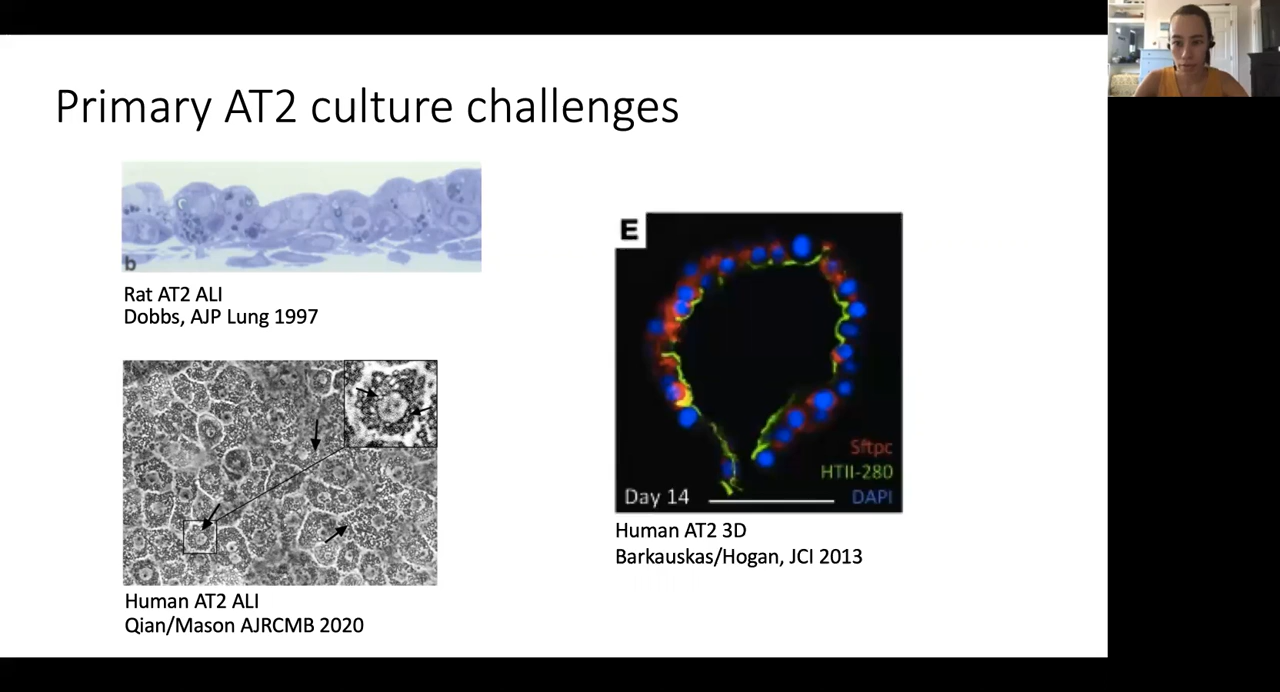 Primary AT2 culture challenges
b
Rat AT2 ALI
Dobbs, AJP Lung 1997
Human AT2 ALI
Qian/Mason AJRCMB 2020
E
Sftpc
HTII-280
Day 14
DAPI
Human AT2 3D
Barkauskas/Hogan, JCI 2013